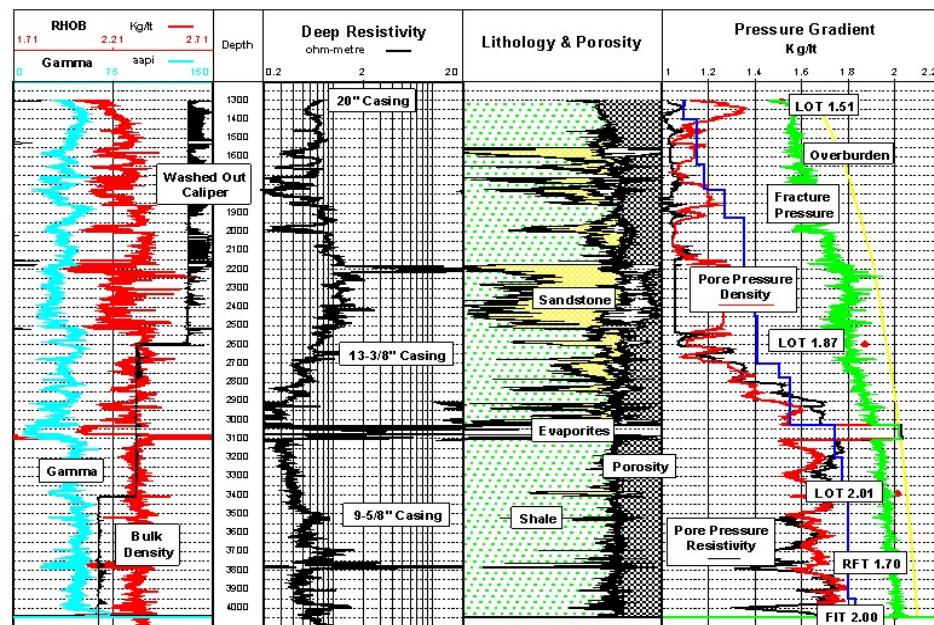 RHOB Kg/lt
1.71 2.21 2.71
Gamma aapi
0 75 150
Depth
Deep Resistivity
ohm-metre
0.2 2 20
Lithology & Porosity
Pressure Gradient
Kg/lt
1 1.2 1.4 1.6 1.8 2 2.2
1300
1400
1500
1600
1700
1800
1900
2000
2100
2200
2300
2400
2500
2600
2700
2800
2900
3000
3100
3200
3300
3400
3500
3600
3700
3800
3900
4000
20" Casing
LOT 1.51
Washed Out
Caliper
Overburden
Fracture
Pressure
Sandstone
Pore Pressure
Density
13-3/8" Casing
LOT 1.87
Evaporites
Gamma
Porosity
LOT 2.01
9-5/8" Casing
Shale
Bulk
Density
Pore Pressure
Resistivity
RFT 1.70
FIT 2.00